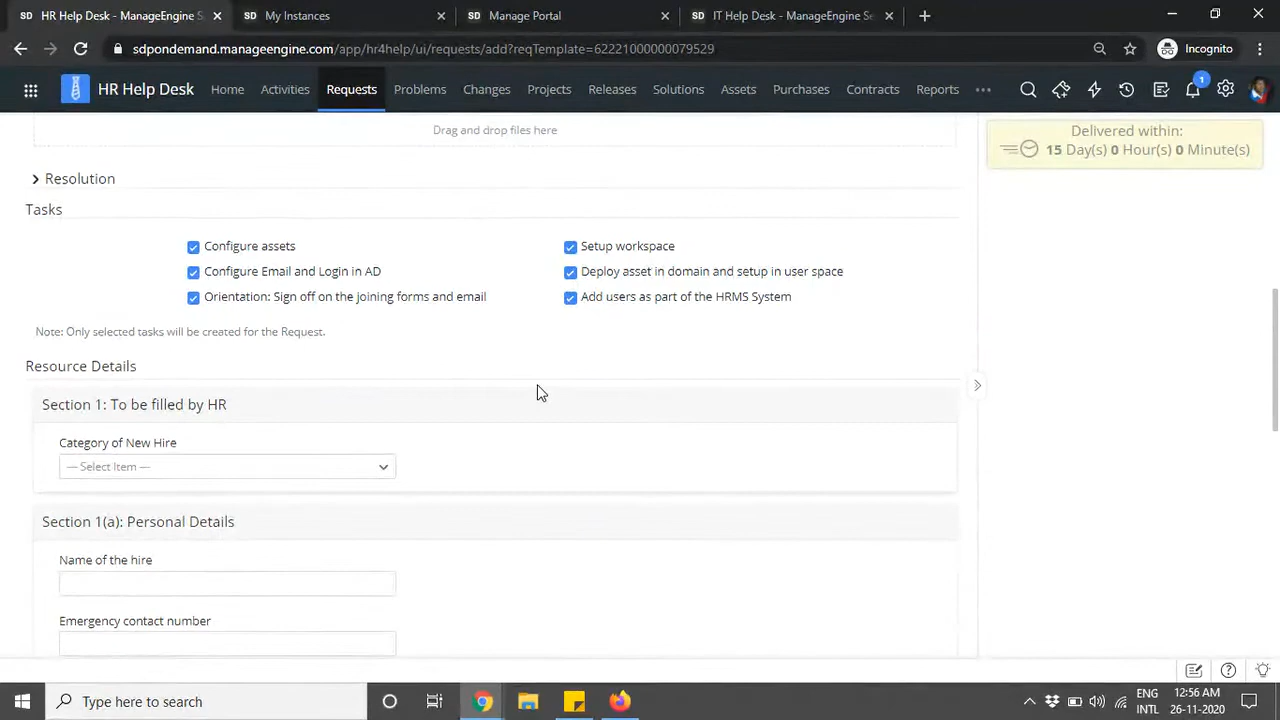 HR Help Desk - ManageEngine S
My Instances
Manage Portal
IT Help Desk - ManageEngine Se
sdpondemand.manageengine.com/app/hr4help/ui/requests/add?reqTemplate=62221000000079529
Incognito
HR Help Desk
Home
Activities
Requests
Problems
Changes
Projects
Releases
Solutions
Assets
Purchases
Contracts
Reports
1
Drag and drop files here
Delivered within:
15 Day(s) 0 Hour(s) 0 Minute(s)
Resolution
Tasks
Configure assets
Setup workspace
Configure Email and Login in AD
Deploy asset in domain and setup in user space
Orientation: Sign off on the joining forms and email
Add users as part of the HRMS System
Note: Only selected tasks will be created for the Request.
Resource Details
Section 1: To be filled by HR
Category of New Hire
--- Select Item ---
Section 1(a): Personal Details
Name of the hire
Emergency contact number
Type here to search
ENG
INTL
12:56 AM
26-11-2020